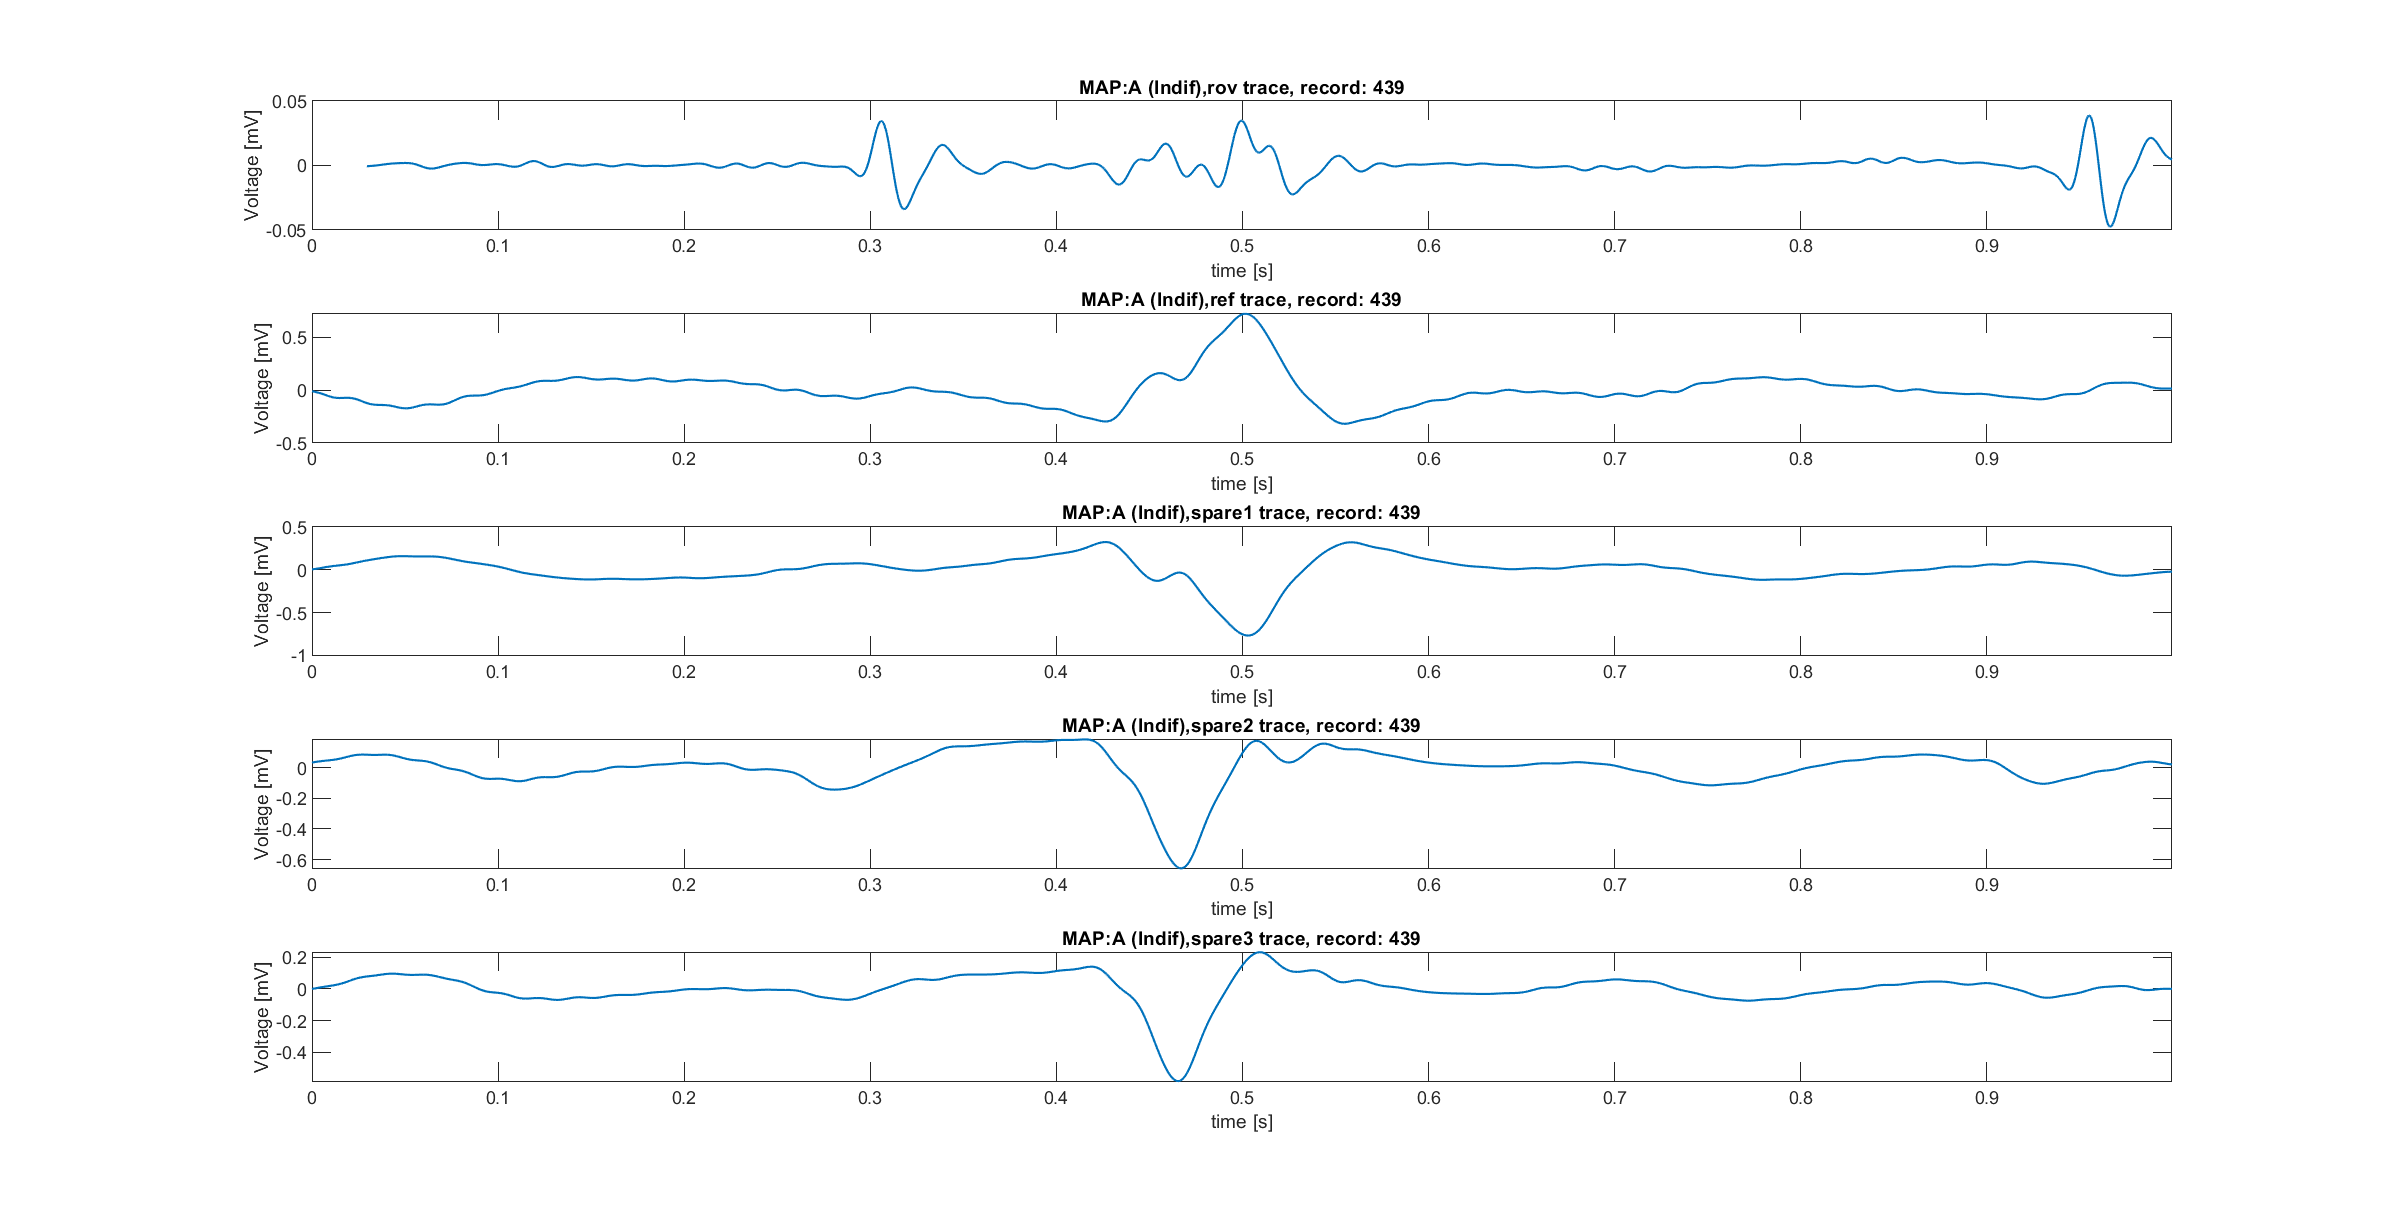 MAP:A (Indif),rov trace, record: 439
Voltage [mV]
0.05
0
-0.05
0 0.1 0.2 0.3 0.4 0.5 0.6 0.7 0.8 0.9
time [s]
MAP:A (Indif),ref trace, record: 439
Voltage [mV]
0.5
0
-0.5
0 0.1 0.2 0.3 0.4 0.5 0.6 0.7 0.8 0.9
time [s]
MAP:A (Indif),spare1 trace, record: 439
Voltage [mV]
0.5
0
-0.5
-1
0 0.1 0.2 0.3 0.4 0.5 0.6 0.7 0.8 0.9
time [s]
MAP:A (Indif),spare2 trace, record: 439
Voltage [mV]
0
-0.2
-0.4
-0.6
0 0.1 0.2 0.3 0.4 0.5 0.6 0.7 0.8 0.9
time [s]
MAP:A (Indif),spare3 trace, record: 439
Voltage [mV]
0.2
0
-0.2
-0.4
0 0.1 0.2 0.3 0.4 0.5 0.6 0.7 0.8 0.9
time [s]